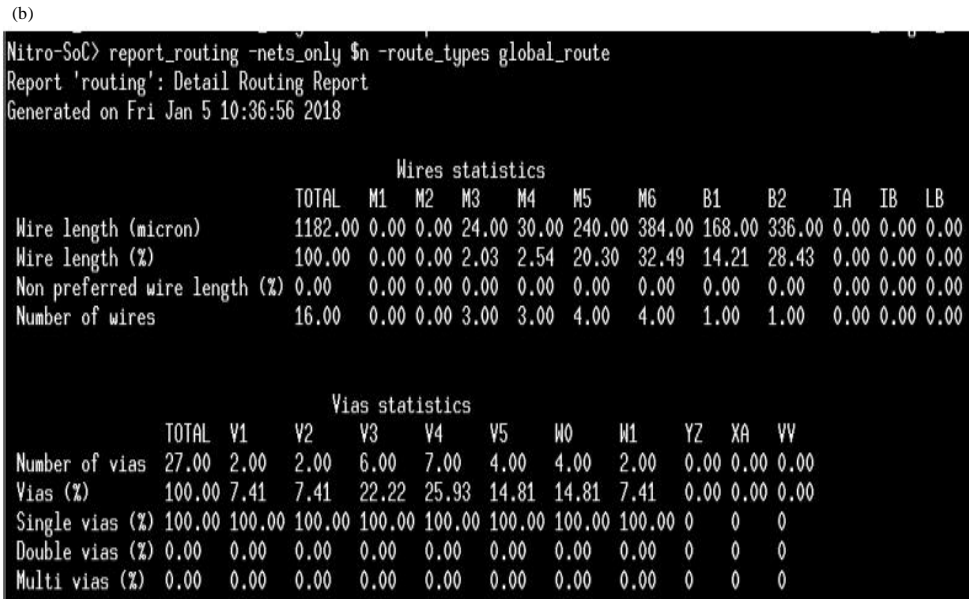 (b)
Nitro-SoC> report_routing -nets_only $n -route_types global_route
Report 'routing': Detail Routing Report
Generated on Fri Jan 5 10:36:56 2018
Wires statistics
TOTAL M1 M2 M3 M4 M5 M6 B1 B2 IA IB LB
Wire length (micron) 1182.00 0.00 0.00 24.00 30.00 240.00 384.00 168.00 336.00 0.00 0.00 0.00
Wire length (%) 100.00 0.00 0.00 2.03 2.54 20.30 32.49 14.21 28.43 0.00 0.00 0.00
Non preferred wire length (%) 0.00 0.00 0.00 0.00 0.00 0.00 0.00 0.00 0.00 0.00 0.00 0.00
Number of wires 16.00 0.00 0.00 3.00 3.00 4.00 4.00 1.00 1.00 0.00 0.00 0.00
Vias statistics
TOTAL V1 V2 V3 V4 V5 W0 W1 YZ XA VV
Number of vias 27.00 2.00 2.00 6.00 7.00 4.00 4.00 2.00 0.00 0.00 0.00
Vias (%) 100.00 7.41 7.41 22.22 25.93 14.81 14.81 7.41 0.00 0.00 0.00
Single vias (%) 100.00 100.00 100.00 100.00 100.00 100.00 100.00 100.00 0 0 0
Double vias (%) 0.00 0.00 0.00 0.00 0.00 0.00 0.00 0.00 0 0 0
Multi vias (%) 0.00 0.00 0.00 0.00 0.00 0.00 0.00 0.00 0 0 0